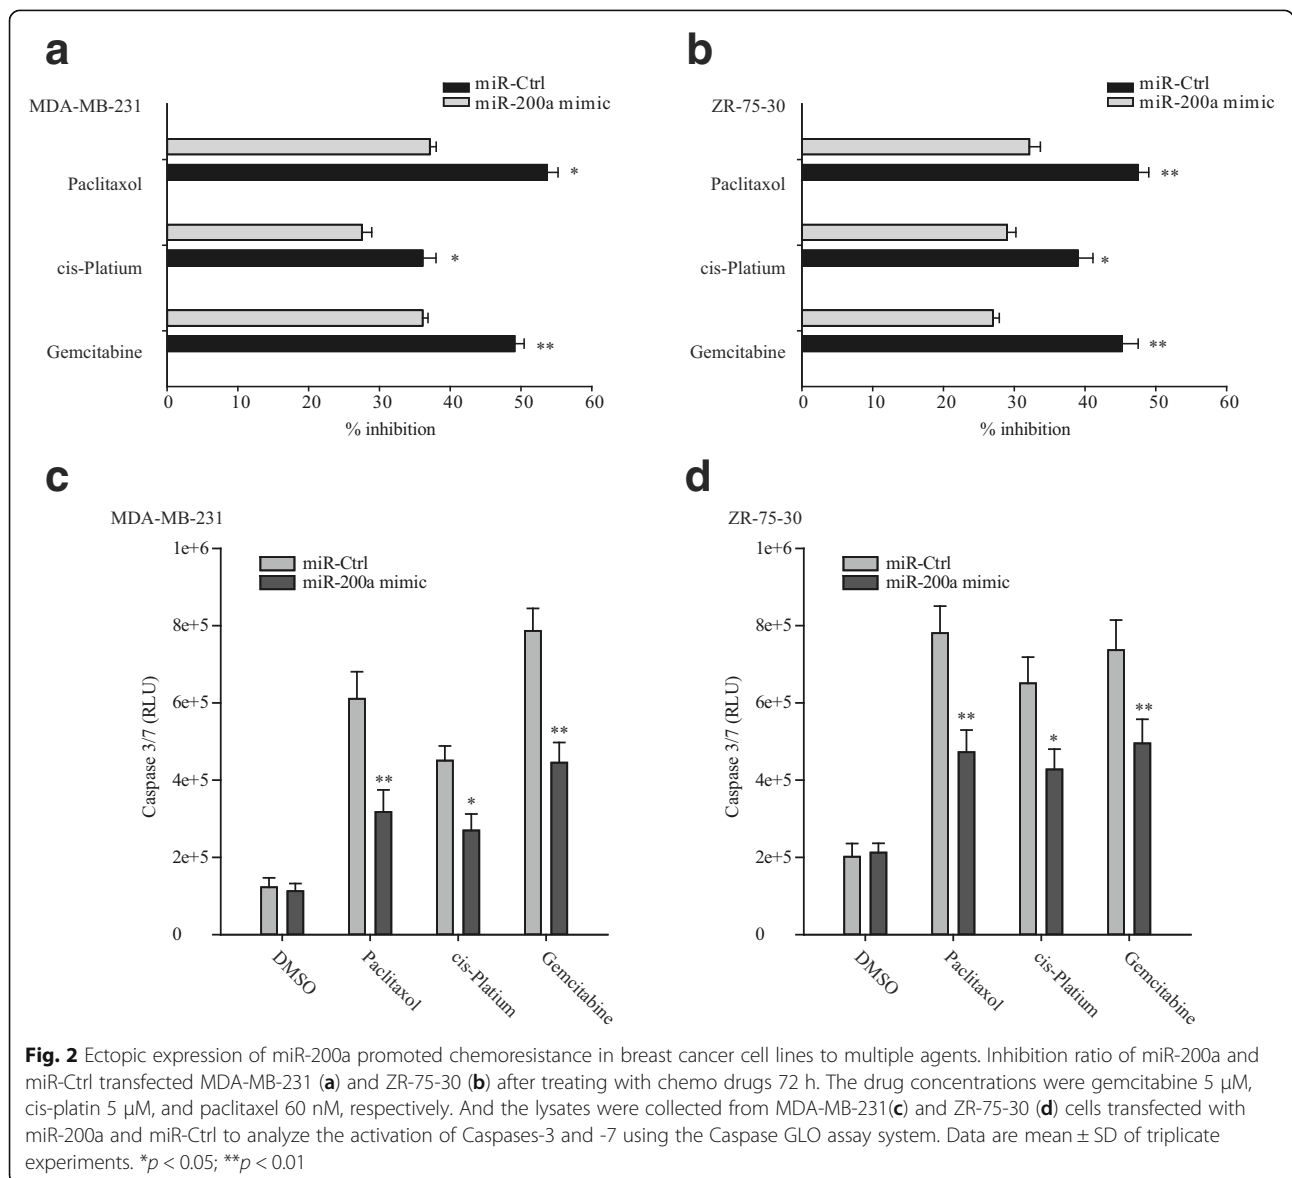 a
miR-Ctrl
miR-200a mimic
MDA-MB-231
Paclitaxol
cis-Platium
Gemcitabine
0 10 20 30 40 50 60
% inhibition
*
*
**
b
miR-Ctrl
miR-200a mimic
ZR-75-30
Paclitaxol
cis-Platium
Gemcitabine
0 10 20 30 40 50 60
% inhibition
**
*
**
c
MDA-MB-231
miR-Ctrl
miR-200a mimic
1e+6
8e+5
6e+5
4e+5
2e+5
0
Caspase 3/7 (RLU)
**
*
**
DMSO
Paclitaxol
cis-Platium
Gemcitabine
d
ZR-75-30
miR-Ctrl
miR-200a mimic
1e+6
8e+5
6e+5
4e+5
2e+5
0
Caspase 3/7 (RLU)
**
*
**
DMSO
Paclitaxol
cis-Platium
Gemcitabine
Fig. 2 Ectopic expression of miR-200a promoted chemoresistance in breast cancer cell lines to multiple agents. Inhibition ratio of miR-200a and
miR-Ctrl transfected MDA-MB-231 (a) and ZR-75-30 (b) after treating with chemo drugs 72 h. The drug concentrations were gemcitabine 5 μM,
cis-platin 5 μM, and paclitaxel 60 nM, respectively. And the lysates were collected from MDA-MB-231(c) and ZR-75-30 (d) cells transfected with
miR-200a and miR-Ctrl to analyze the activation of Caspases-3 and -7 using the Caspase GLO assay system. Data are mean ± SD of triplicate
experiments. *p < 0.05; **p < 0.01